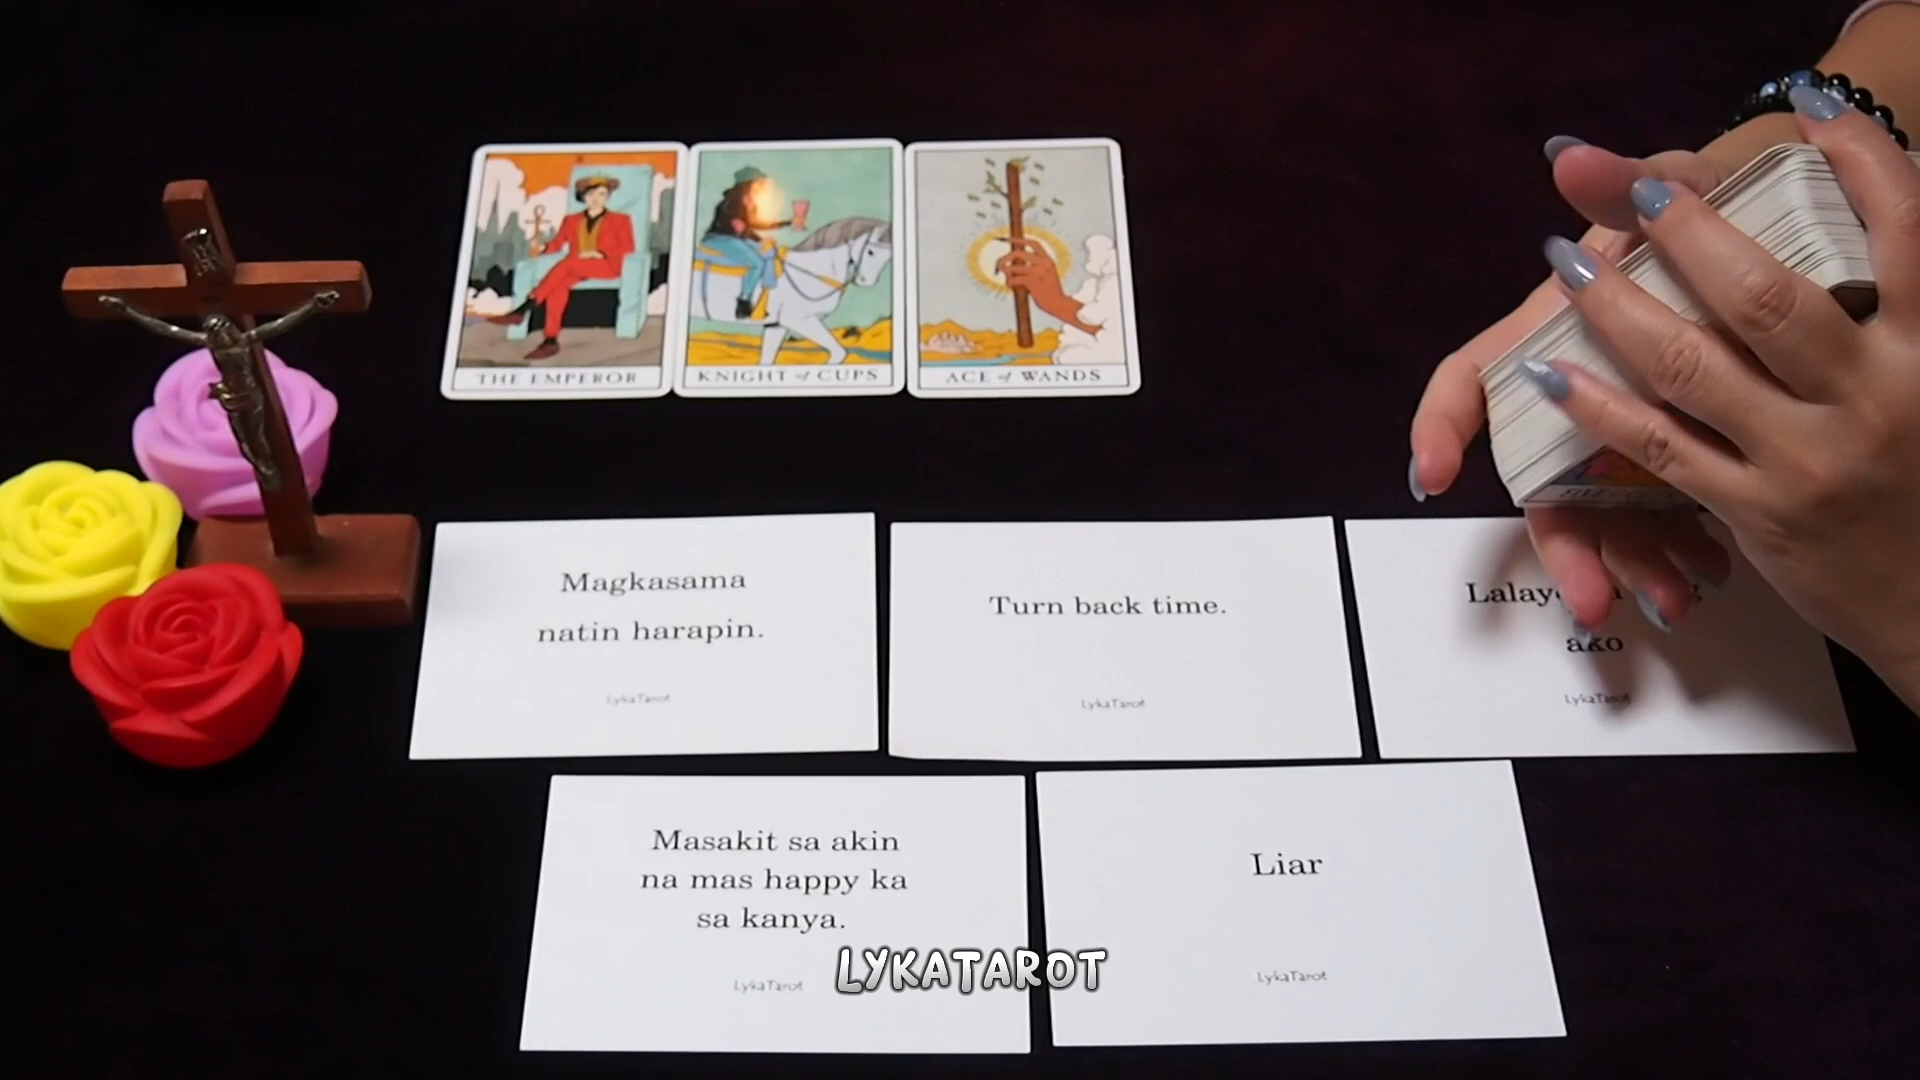 THE EMPEROR
KNIGHT of CUPS
ACE of WANDS
FIVE
Magkasama
natin harapin.
LykaTarot
Turn back time.
LykaTarot
ako
LykaTarot
Masakit sa akin
na mas happy ka
sa kanya.
LykaTarot
Liar
LykaTarot
LYKATAROT